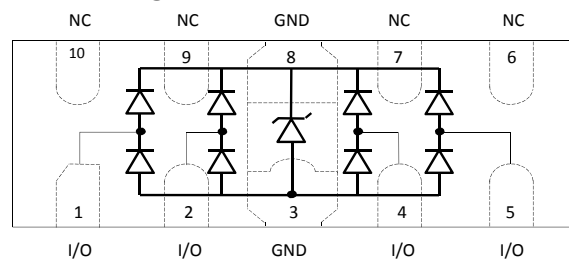 NC NC GND NC NC
10 9 8 7 6
1 2 3 4 5
I/O I/O GND I/O I/O